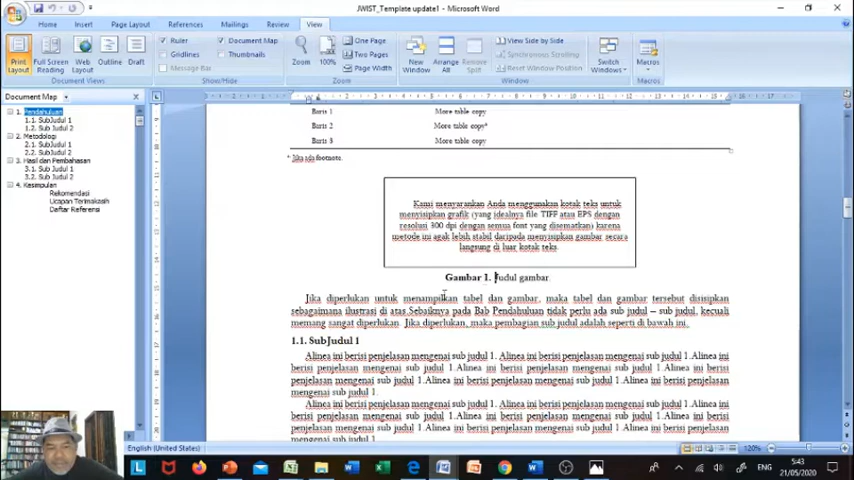 JWIST_Template update1 - Microsoft Word
Home Insert Page Layout References Mailings Review View
Print Layout
Full Screen Reading
Web Layout
Outline
Draft
Document Views
Ruler
Gridlines
Message Bar
Document Map
Thumbnails
Show/Hide
Zoom
100%
One Page
Two Pages
Page Width
Zoom
New Window
Arrange All
Split
View Side by Side
Synchronous Scrolling
Reset Window Position
Window
Switch Windows
Macros
Macros
Document Map
1. Pendahuluan
1.1. SubJudul 1
1.2. Sub Judul 2
2. Metodologi
2.1. Sub Judul 1
2.2. Sub Judul 2
3. Hasil dan Pembahasan
3.1. Sub Judul 1
3.2. Sub Judul 2
4. Kesimpulan
Rekomendasi
Ucapan Terimakasih
Daftar Referensi
Baris 1 More table copy
Baris 2 More table copy*
Baris 3 More table copy
* Jika ada footnote.
Kami menyarankan Anda menggunakan kotak teks untuk
menyisipkan grafik (yang idealnya file TIFF atau EPS dengan
resolusi 300 dpi dengan semua font yang disematkan) karena
metode ini agak lebih stabil daripada menyisipkan gambar secara
langsung di luar kotak teks.
Gambar 1. Judul gambar
Jika diperlukan untuk menampilkan tabel dan gambar, maka tabel dan gambar tersebut disisipkan
sebagaimana ilustrasi di atas.Sebaiknya pada Bab Pendahuluan tidak perlu ada sub judul – sub judul, kecuali
memang sangat diperlukan. Jika diperlukan, maka pembagian sub judul adalah seperti di bawah ini.
1.1. SubJudul 1
Alinea ini berisi penjelasan mengenai sub judul 1. Alinea ini berisi penjelasan mengenai sub judul 1.Alinea ini
berisi penjelasan mengenai sub judul 1.Alinea ini berisi penjelasan mengenai sub judul 1.Alinea ini berisi
penjelasan mengenai sub judul 1.Alinea ini berisi penjelasan mengenai sub judul 1.Alinea ini berisi penjelasan
mengenai sub judul 1.
Alinea ini berisi penjelasan mengenai sub judul 1. Alinea ini berisi penjelasan mengenai sub judul 1.Alinea ini
berisi penjelasan mengenai sub judul 1.Alinea ini berisi penjelasan mengenai sub judul 1.Alinea ini berisi
penjelasan mengenai sub judul 1.Alinea ini berisi penjelasan mengenai sub judul 1.Alinea ini berisi penjelasan
mengenai sub judul 1.
English (United States)
120%
ENG
5:43
21/05/2020